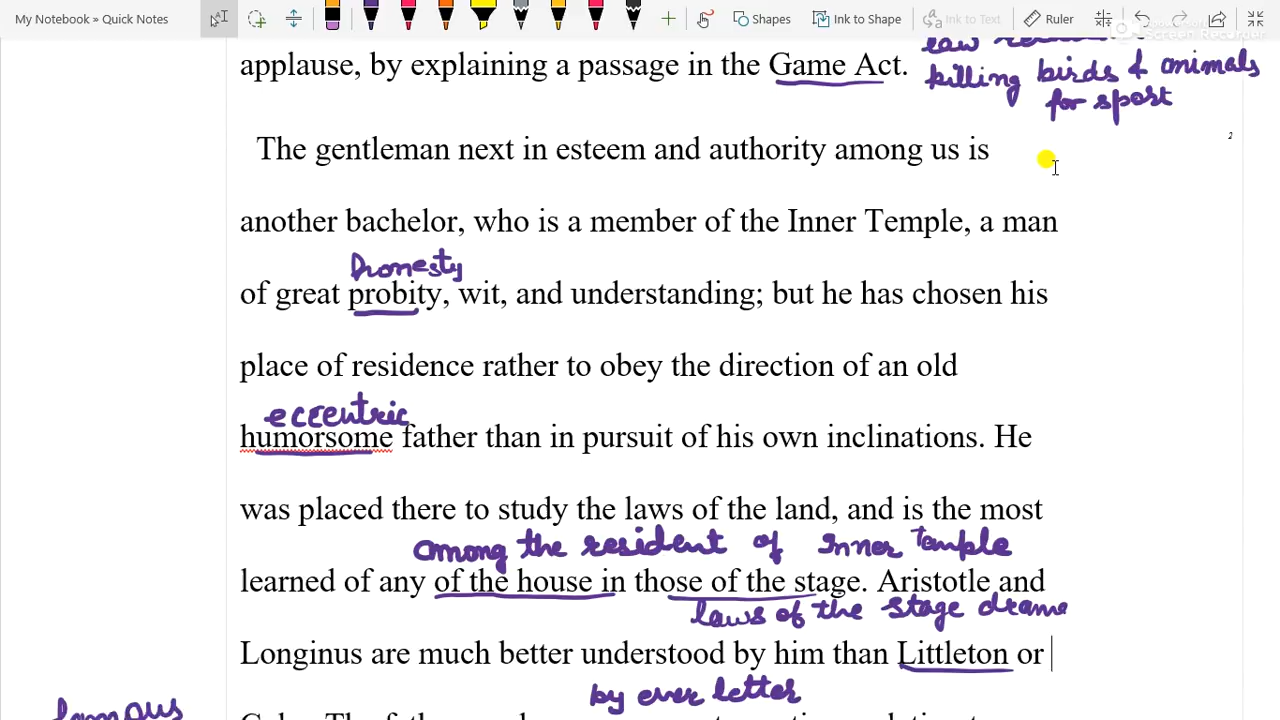 My Notebook » Quick Notes
Shapes
Ink to Shape
Ink to Text
Ruler
Screen Recorder
law
applause, by explaining a passage in the Game Act.
killing birds & animals
for sport
2
The gentleman next in esteem and authority among us is
another bachelor, who is a member of the Inner Temple, a man
honesty
of great probity, wit, and understanding; but he has chosen his
place of residence rather to obey the direction of an old
eccentric
humorsome father than in pursuit of his own inclinations. He
was placed there to study the laws of the land, and is the most
among the resident of Inner Temple
learned of any of the house in those of the stage. Aristotle and
laws of the stage drama
Longinus are much better understood by him than Littleton or
by ever letter
famous